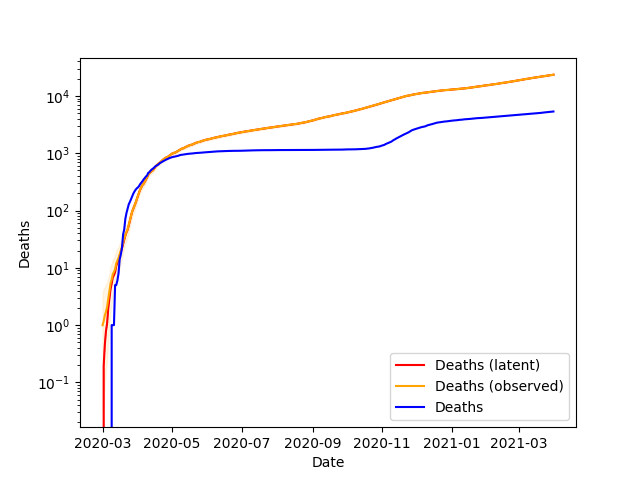 10^4
10^3
10^2
10^1
10^0
10^−1
Deaths
2020-03 2020-05 2020-07 2020-09 2020-11 2021-01 2021-03
Date
Deaths (latent)
Deaths (observed)
Deaths